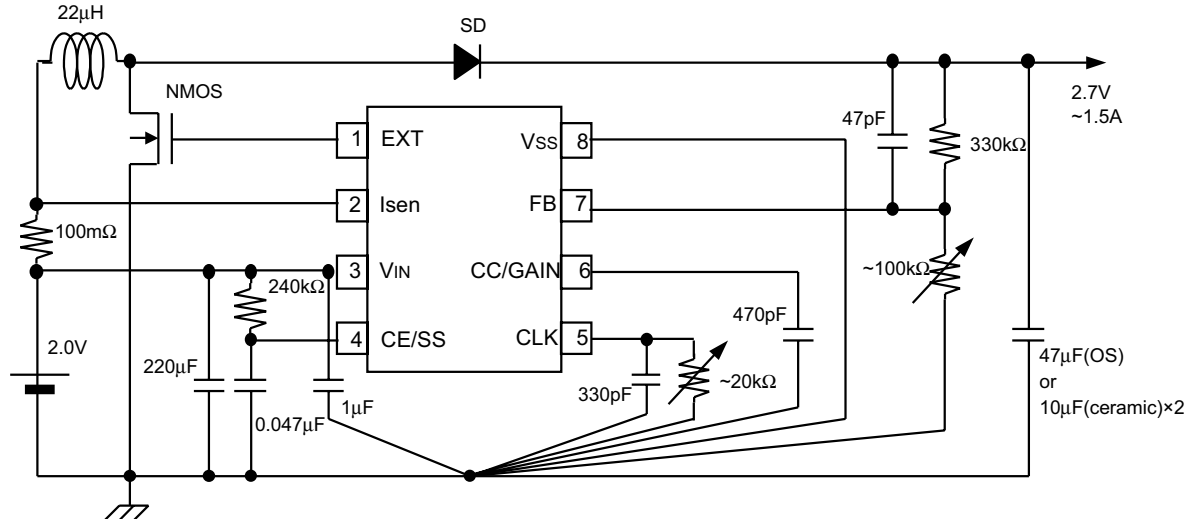 22μH
SD
NMOS
2.7V
~1.5A
1 EXT
VSS 8
47pF
330kΩ
2 Isen
FB 7
100mΩ
3 VIN
CC/GAIN 6
~100kΩ
240kΩ
470pF
4 CE/SS
CLK 5
2.0V
220μF
0.047μF
1μF
330pF
~20kΩ
47μF(OS)
or
10μF(ceramic)×2